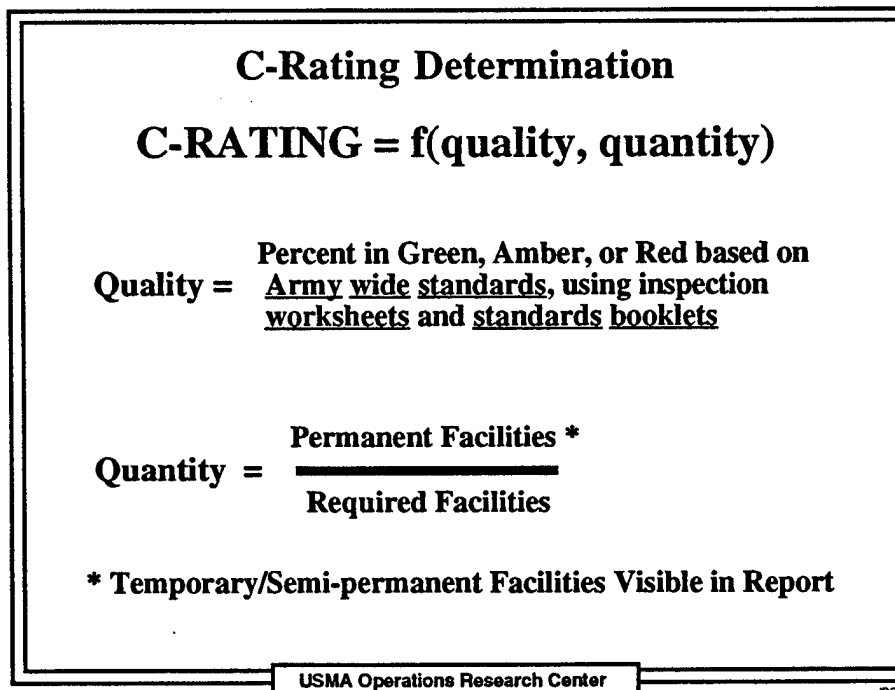 C-Rating Determination
C-RATING = f(quality, quantity)
Quality = Percent in Green, Amber, or Red based on
Army wide standards, using inspection
worksheets and standards booklets
Quantity = Permanent Facilities *
Required Facilities
* Temporary/Semi-permanent Facilities Visible in Report
USMA Operations Research Center